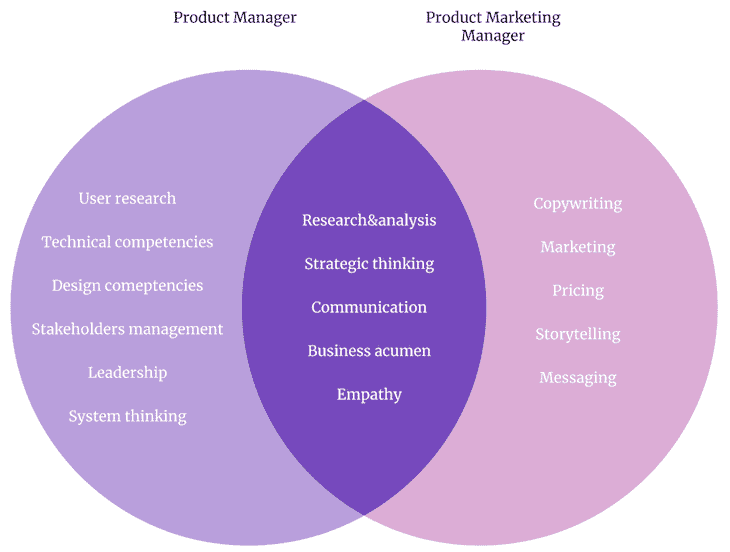 Product Manager
Product Marketing
Manager
User research
Technical competencies
Design comeptencies
Stakeholders management
Leadership
System thinking
Research&analysis
Strategic thinking
Communication
Business acumen
Empathy
Copywriting
Marketing
Pricing
Storytelling
Messaging